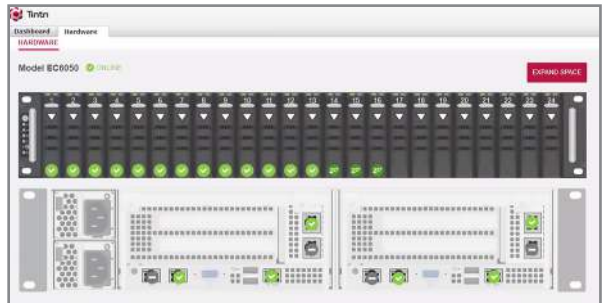 Tintri
Dashboard Hardware
HARDWARE
Model EC6050 ONLINE
EXPAND SPACE
1 2 3 4 5 6 7 8 9 10 11 12 13 14 15 16 17 18 19 20 21 22 23 24